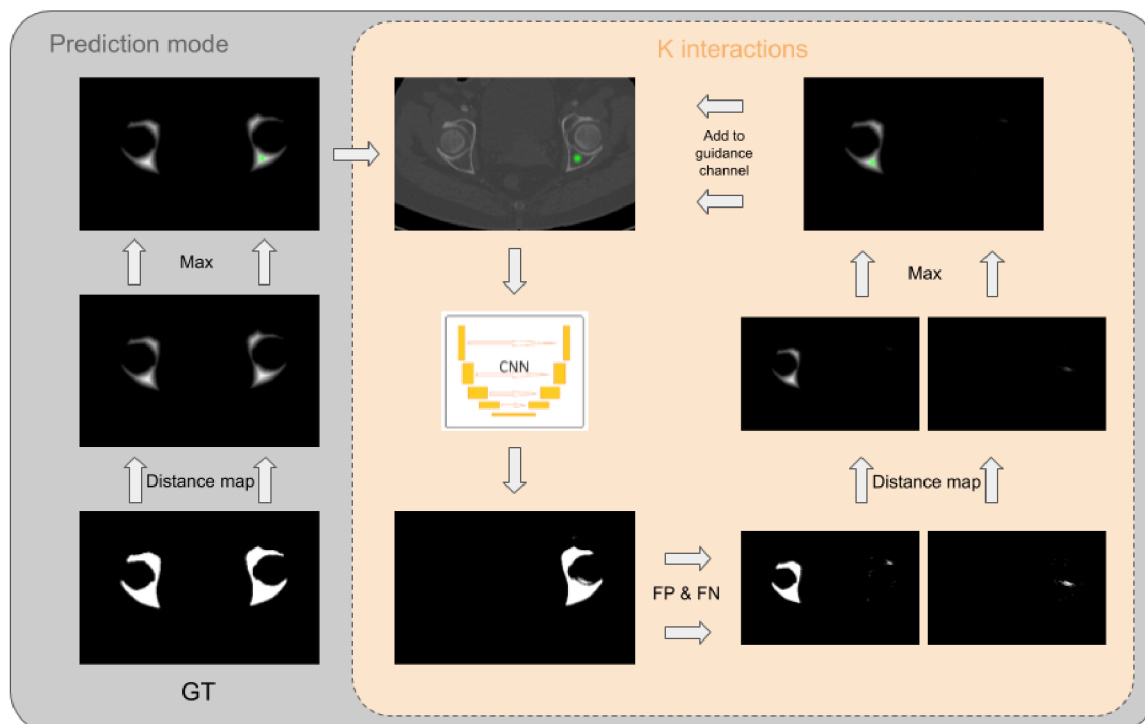 Prediction mode
K interactions
Add to
guidance
channel
Max
Max
CNN
Distance map
Distance map
FP & FN
GT